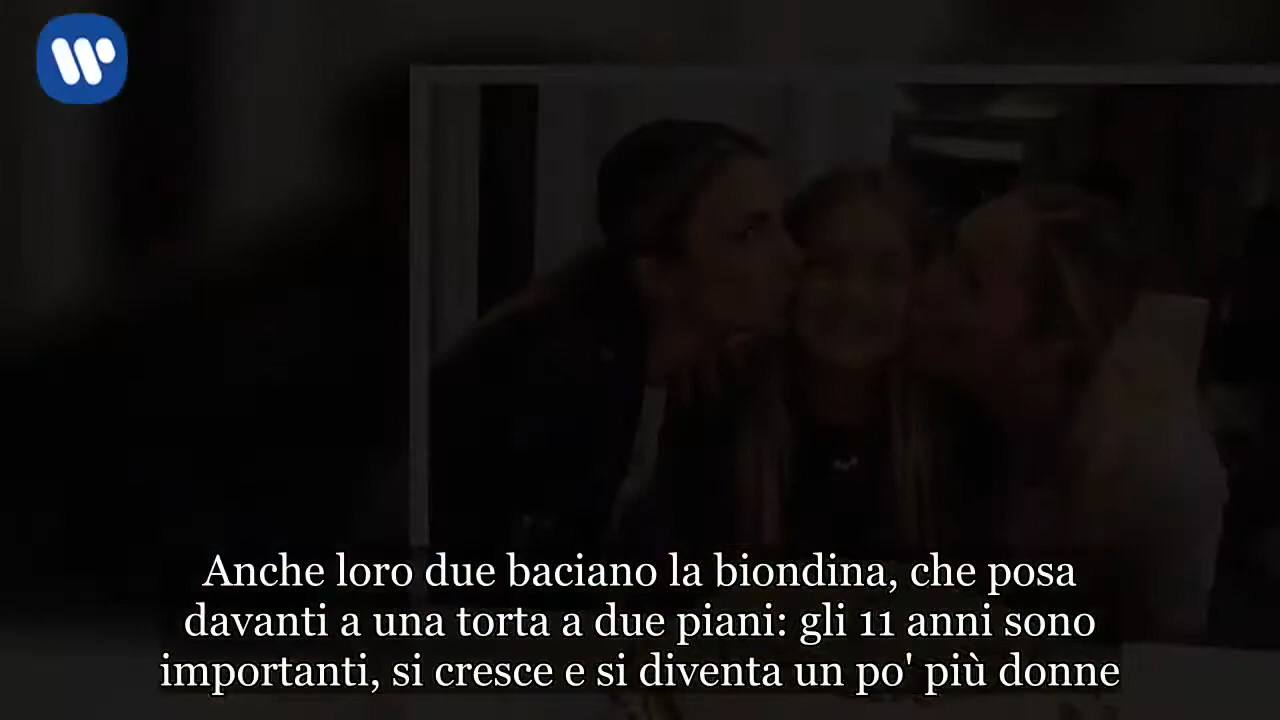 Anche loro due baciano la biondina, che posa
davanti a una torta a due piani: gli 11 anni sono
importanti, si cresce e si diventa un po' più donne